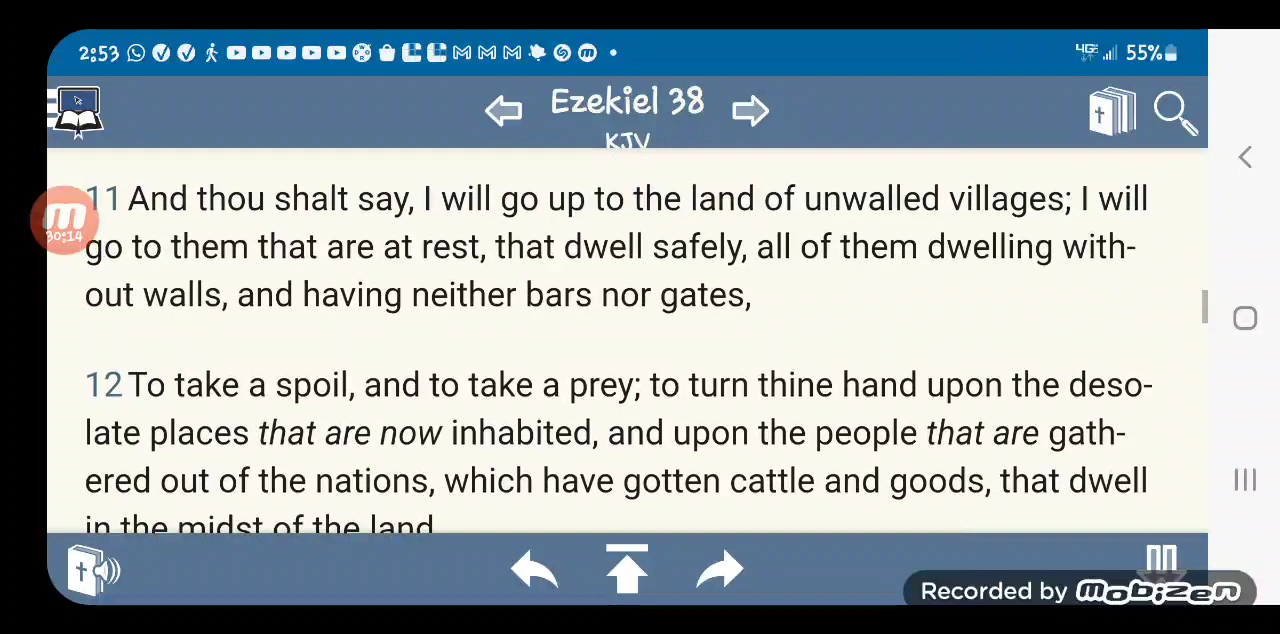 2:53 4GE 55%
Ezekiel 38
KJV
11 And thou shalt say, I will go up to the land of unwalled villages; I will
30:14
go to them that are at rest, that dwell safely, all of them dwelling with-
out walls, and having neither bars nor gates,
12 To take a spoil, and to take a prey; to turn thine hand upon the deso-
late places that are now inhabited, and upon the people that are gath-
ered out of the nations, which have gotten cattle and goods, that dwell
in the midst of the land.
Recorded by mobizen